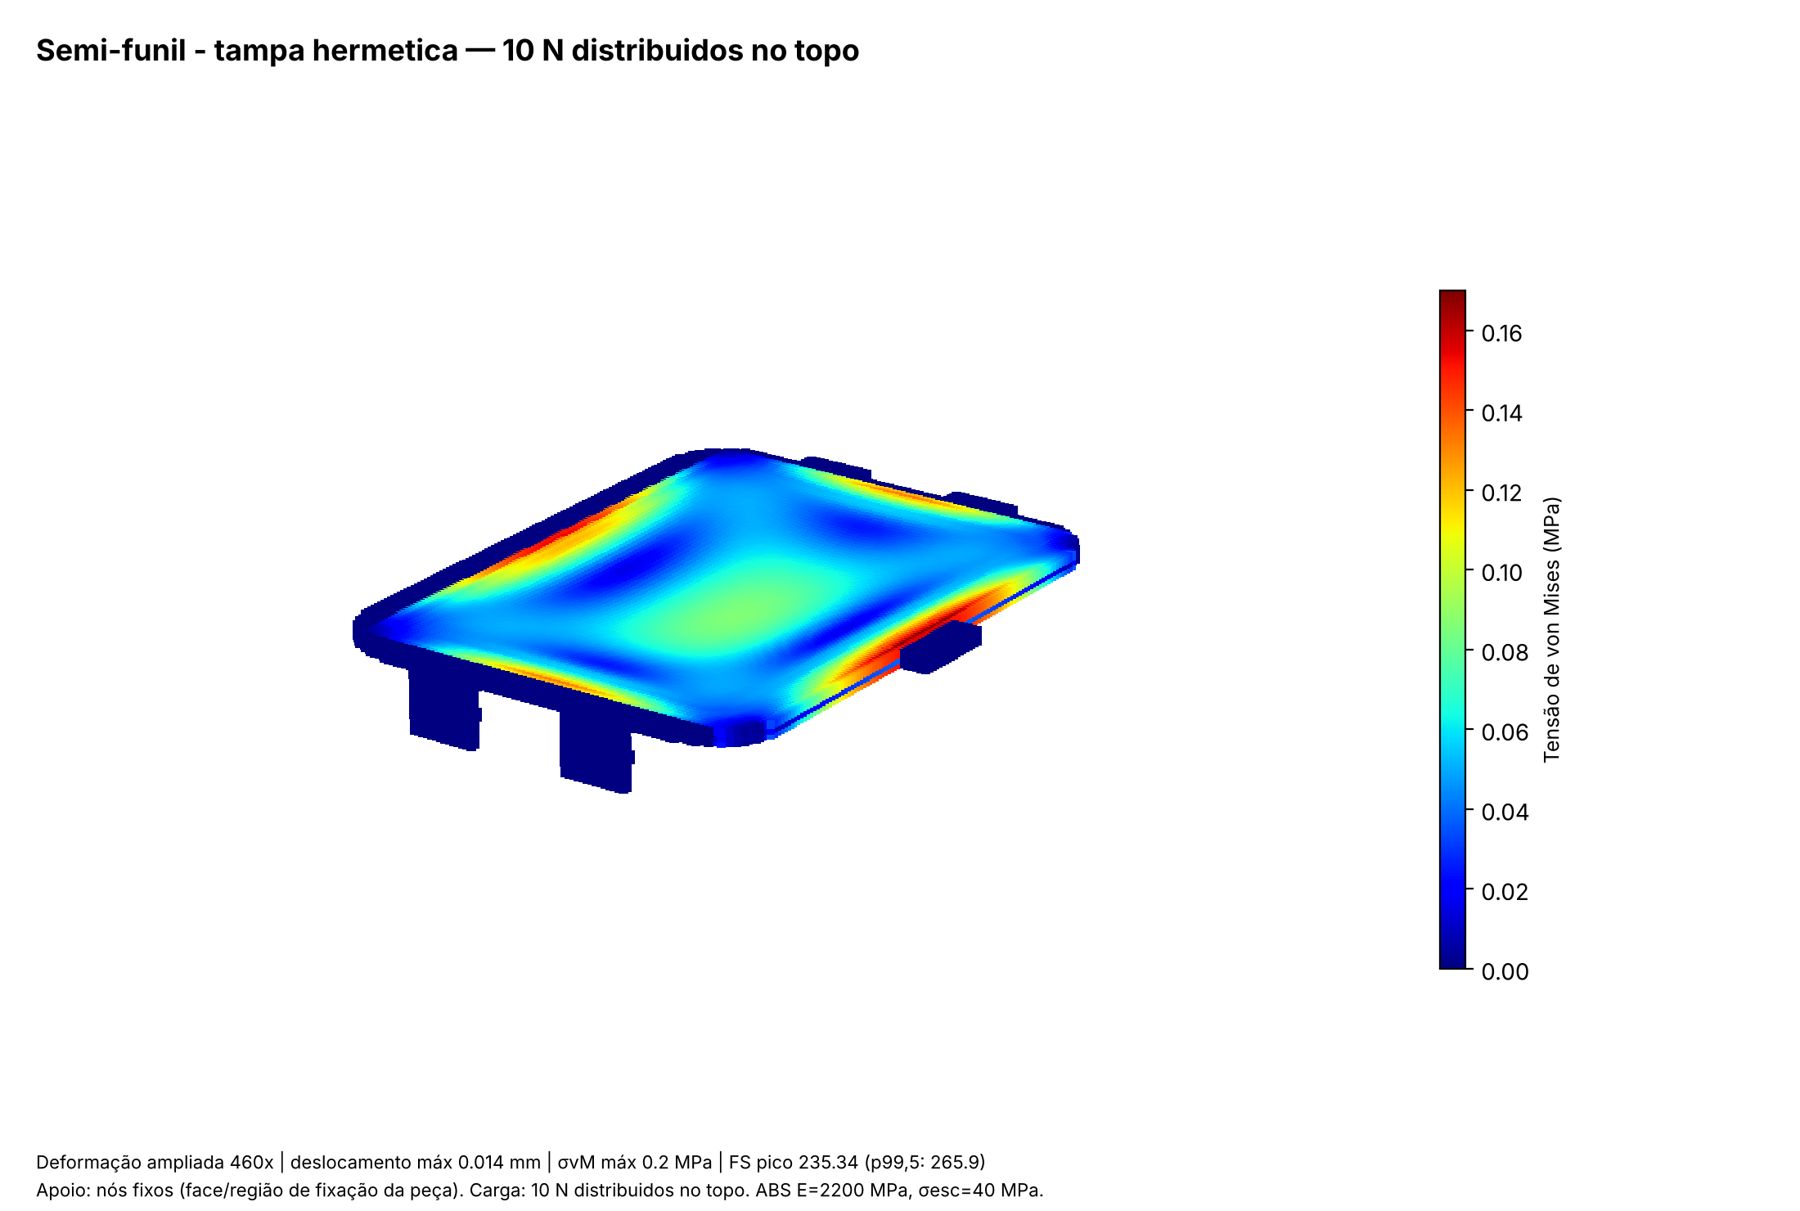 Semi-funil - tampa hermetica — 10 N distribuidos no topo
0.16
0.14
0.12
0.10
0.08
0.06
0.04
0.02
0.00
Tensão de von Mises (MPa)
Deformação ampliada 460x | deslocamento máx 0.014 mm | σvM máx 0.2 MPa | FS pico 235.34 (p99,5: 265.9)
Apoio: nós fixos (face/região de fixação da peça). Carga: 10 N distribuidos no topo. ABS E=2200 MPa, σesc=40 MPa.